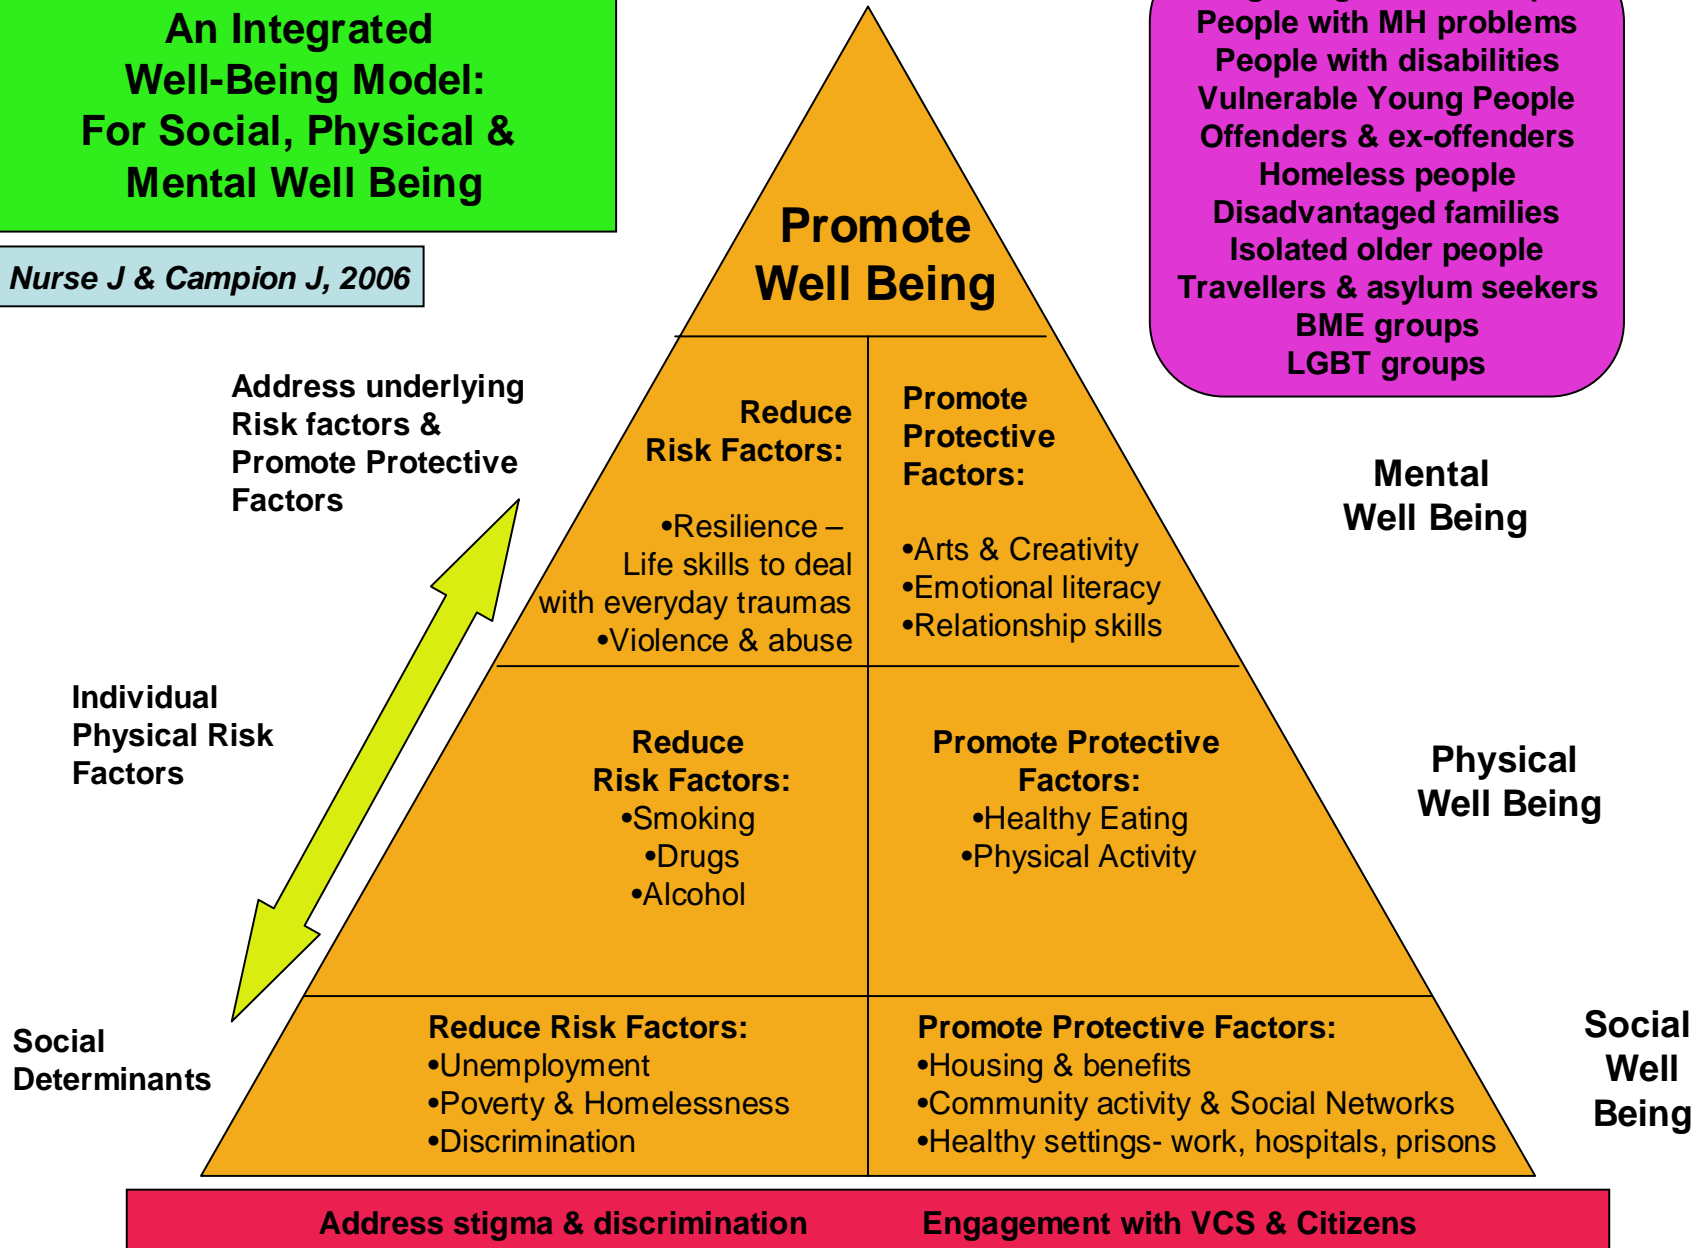 An Integrated
Well-Being Model:
For Social, Physical &
Mental Well Being
Nurse J & Campion J, 2006
People with MH problems
People with disabilities
Vulnerable Young People
Offenders & ex-offenders
Homeless people
Disadvantaged families
Isolated older people
Travellers & asylum seekers
BME groups
LGBT groups
Promote
Well Being
Address underlying
Risk factors &
Promote Protective
Factors
Reduce
Risk Factors:
•Resilience –
Life skills to deal
with everyday traumas
•Violence & abuse
Promote
Protective
Factors:
•Arts & Creativity
•Emotional literacy
•Relationship skills
Mental
Well Being
Individual
Physical Risk
Factors
Reduce
Risk Factors:
•Smoking
•Drugs
•Alcohol
Promote Protective
Factors:
•Healthy Eating
•Physical Activity
Physical
Well Being
Social
Determinants
Reduce Risk Factors:
•Unemployment
•Poverty & Homelessness
•Discrimination
Promote Protective Factors:
•Housing & benefits
•Community activity & Social Networks
•Healthy settings- work, hospitals, prisons
Social
Well
Being
Address stigma & discrimination Engagement with VCS & Citizens